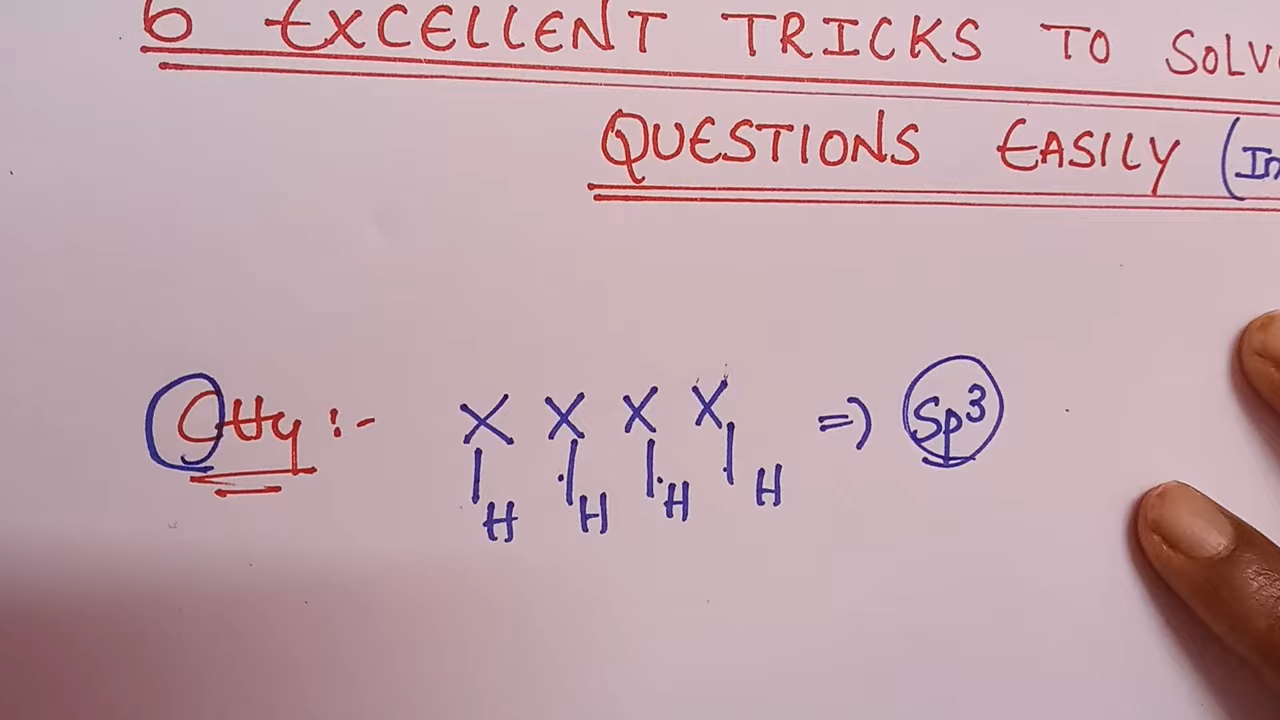 6 EXCELLENT TRICKS TO SOLV
QUESTIONS EASILY (In
CH4 :- X X X X => Sp³
H H H H